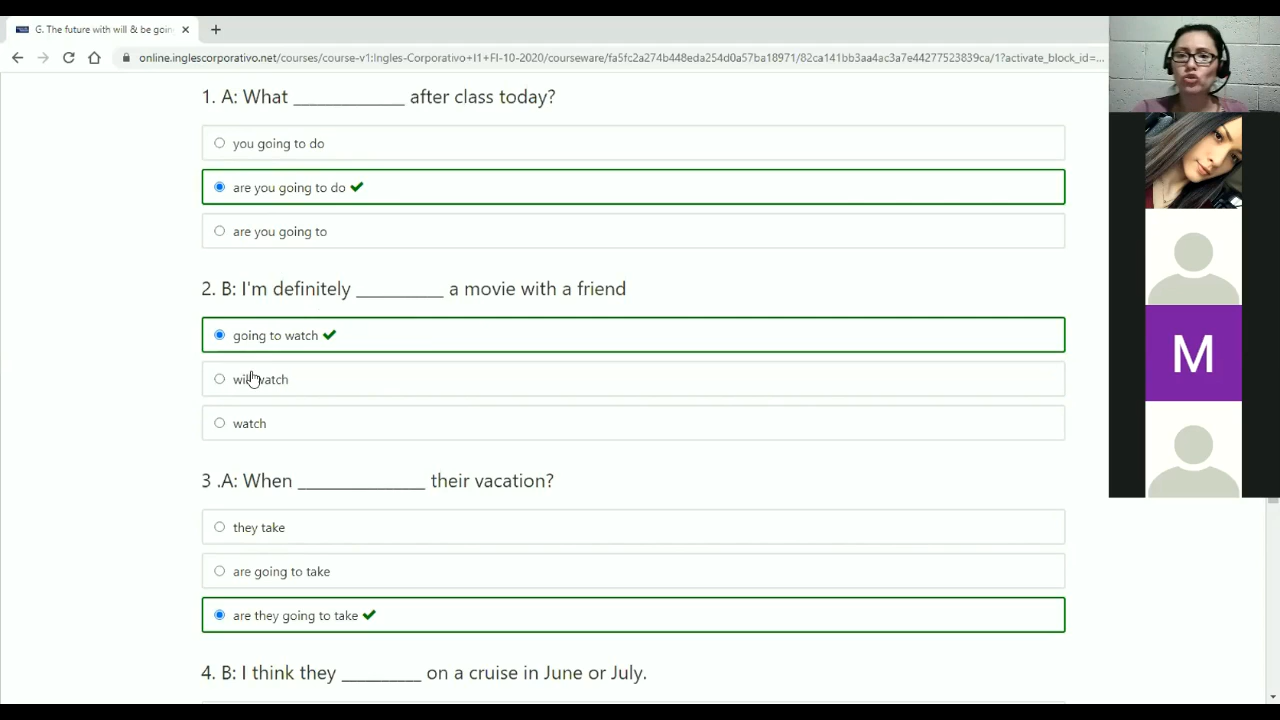 G. The future with will & be goin
online.inglescorporativo.net/courses/course-v1:Ingles-Corporativo+I1+FI-10-2020/courseware/fa5fc2a274b448eda254d0a57ba18971/82ca141bb3aa4ac3a7e44277523839ca/1?activate_block_id=...
1. A: What ____________ after class today?
you going to do
are you going to do
are you going to
2. B: I'm definitely _________ a movie with a friend
going to watch
will watch
watch
3 .A: When ______________ their vacation?
they take
are going to take
are they going to take
4. B: I think they _________ on a cruise in June or July.
M